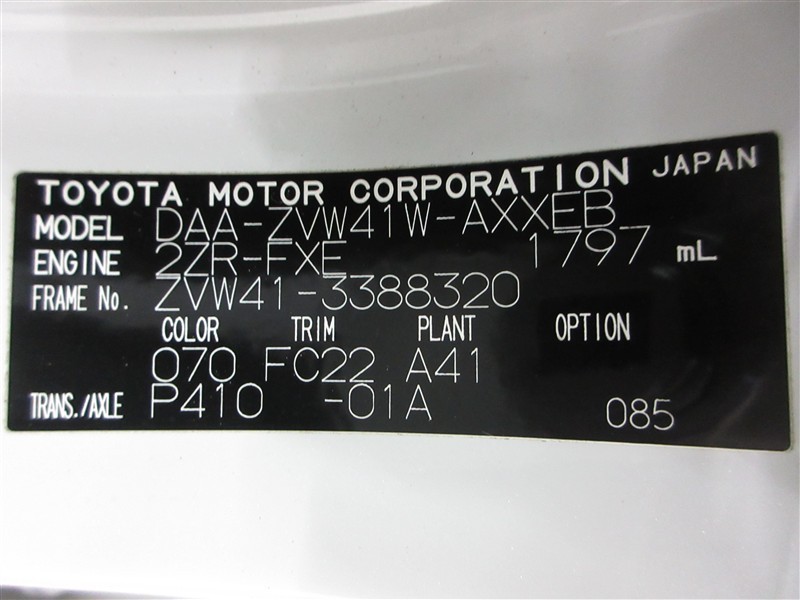 TOYOTA MOTOR CORPORATION JAPAN
MODEL DAA-ZVW41W-AXXEB
ENGINE 2ZR-FXE 1797 mL
FRAME No. ZVW41-3388320
COLOR TRIM PLANT OPTION
070 FC22 A41
TRANS./AXLE P410 -01A 085